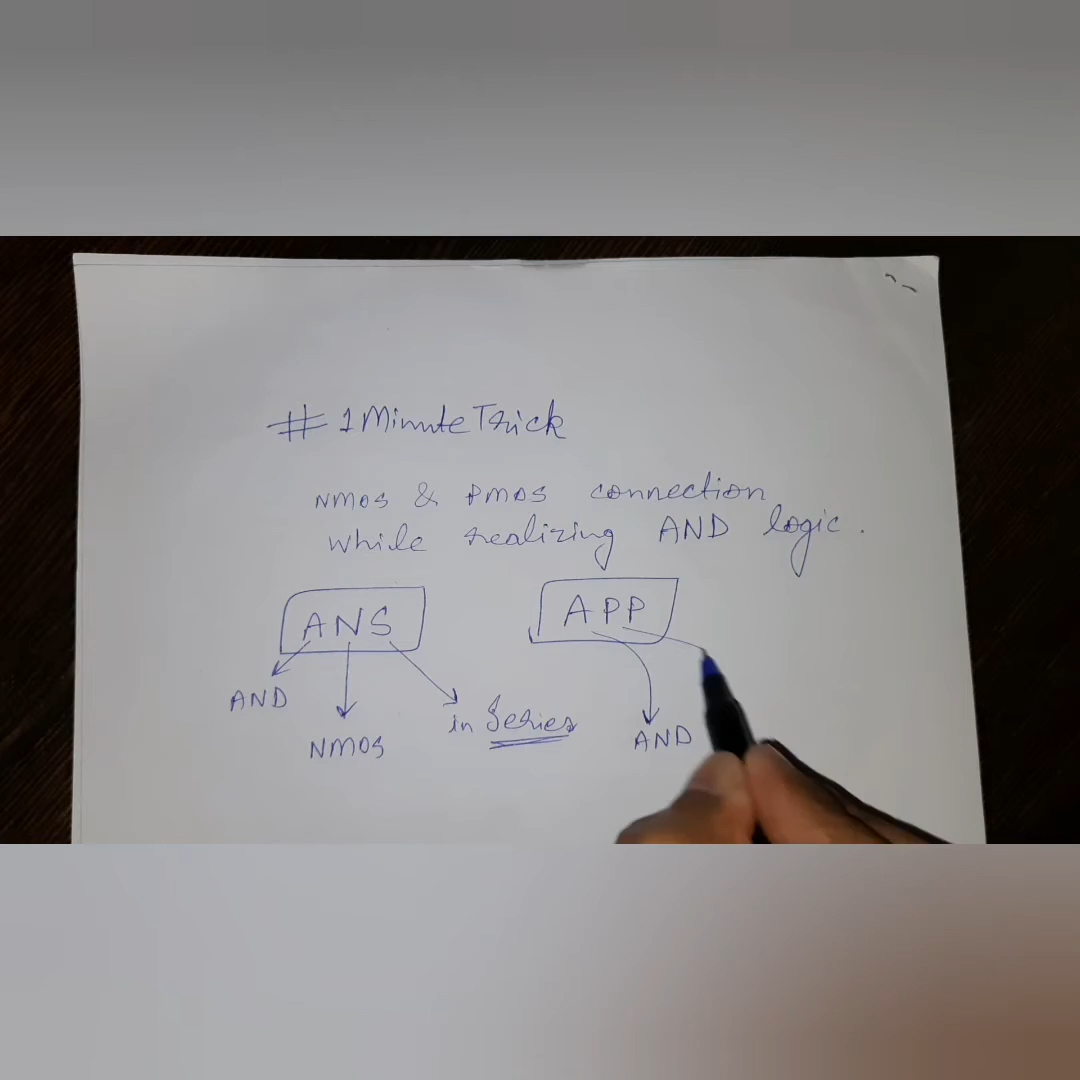 #1MinuteTrick
NMOS & PMOS connection
while realizing AND logic.
ANS
APP
AND
NMOS
in Series
AND